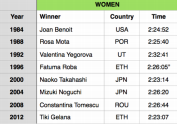 WOMEN
Year Winner Country Time
1984 Joan Benoit USA 2:24:52
1988 Rosa Mota POR 2:25:40
1992 Valentina Yegorova UT 2:32:41
1996 Fatuma Roba ETH 2:26:05"
2000 Naoko Takahashi JPN 2:23:14
2004 Mizuki Noguchi JPN 2:26:20
2008 Constantina Tomescu ROU 2:26:44
2012 Tiki Gelana ETH 2:23:07